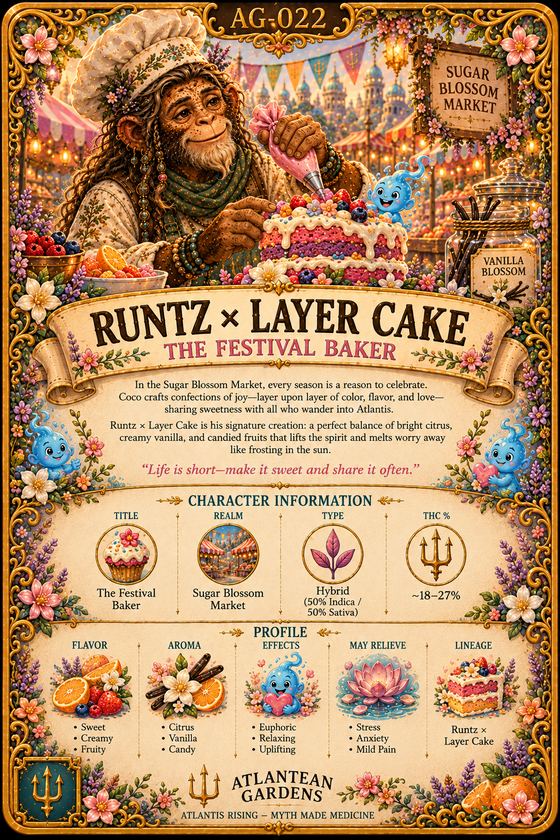 AG-022
SUGAR
BLOSSOM
MARKET
VANILLA
BLOSSOM
RUNTZ × LAYER CAKE
THE FESTIVAL BAKER
In the Sugar Blossom Market, every season is a reason to celebrate.
Coco crafts confections of joy—layer upon layer of color, flavor, and love—
sharing sweetness with all who wander into Atlantis.
Runtz × Layer Cake is his signature creation: a perfect balance of bright citrus,
creamy vanilla, and candied fruits that lifts the spirit and melts worry away
like frosting in the sun.
“Life is short—make it sweet and share it often.”
CHARACTER INFORMATION
TITLE
The Festival
Baker
REALM
Sugar Blossom
Market
TYPE
Hybrid
(50% Indica /
50% Sativa)
THC %
~18–27%
PROFILE
FLAVOR
• Sweet
• Creamy
• Fruity
AROMA
• Citrus
• Vanilla
• Candy
EFFECTS
• Euphoric
• Relaxing
• Uplifting
MAY RELIEVE
• Stress
• Anxiety
• Mild Pain
LINEAGE
Runtz ×
Layer Cake
ATLANTEAN
GARDENS
ATLANTIS RISING — MYTH MADE MEDICINE